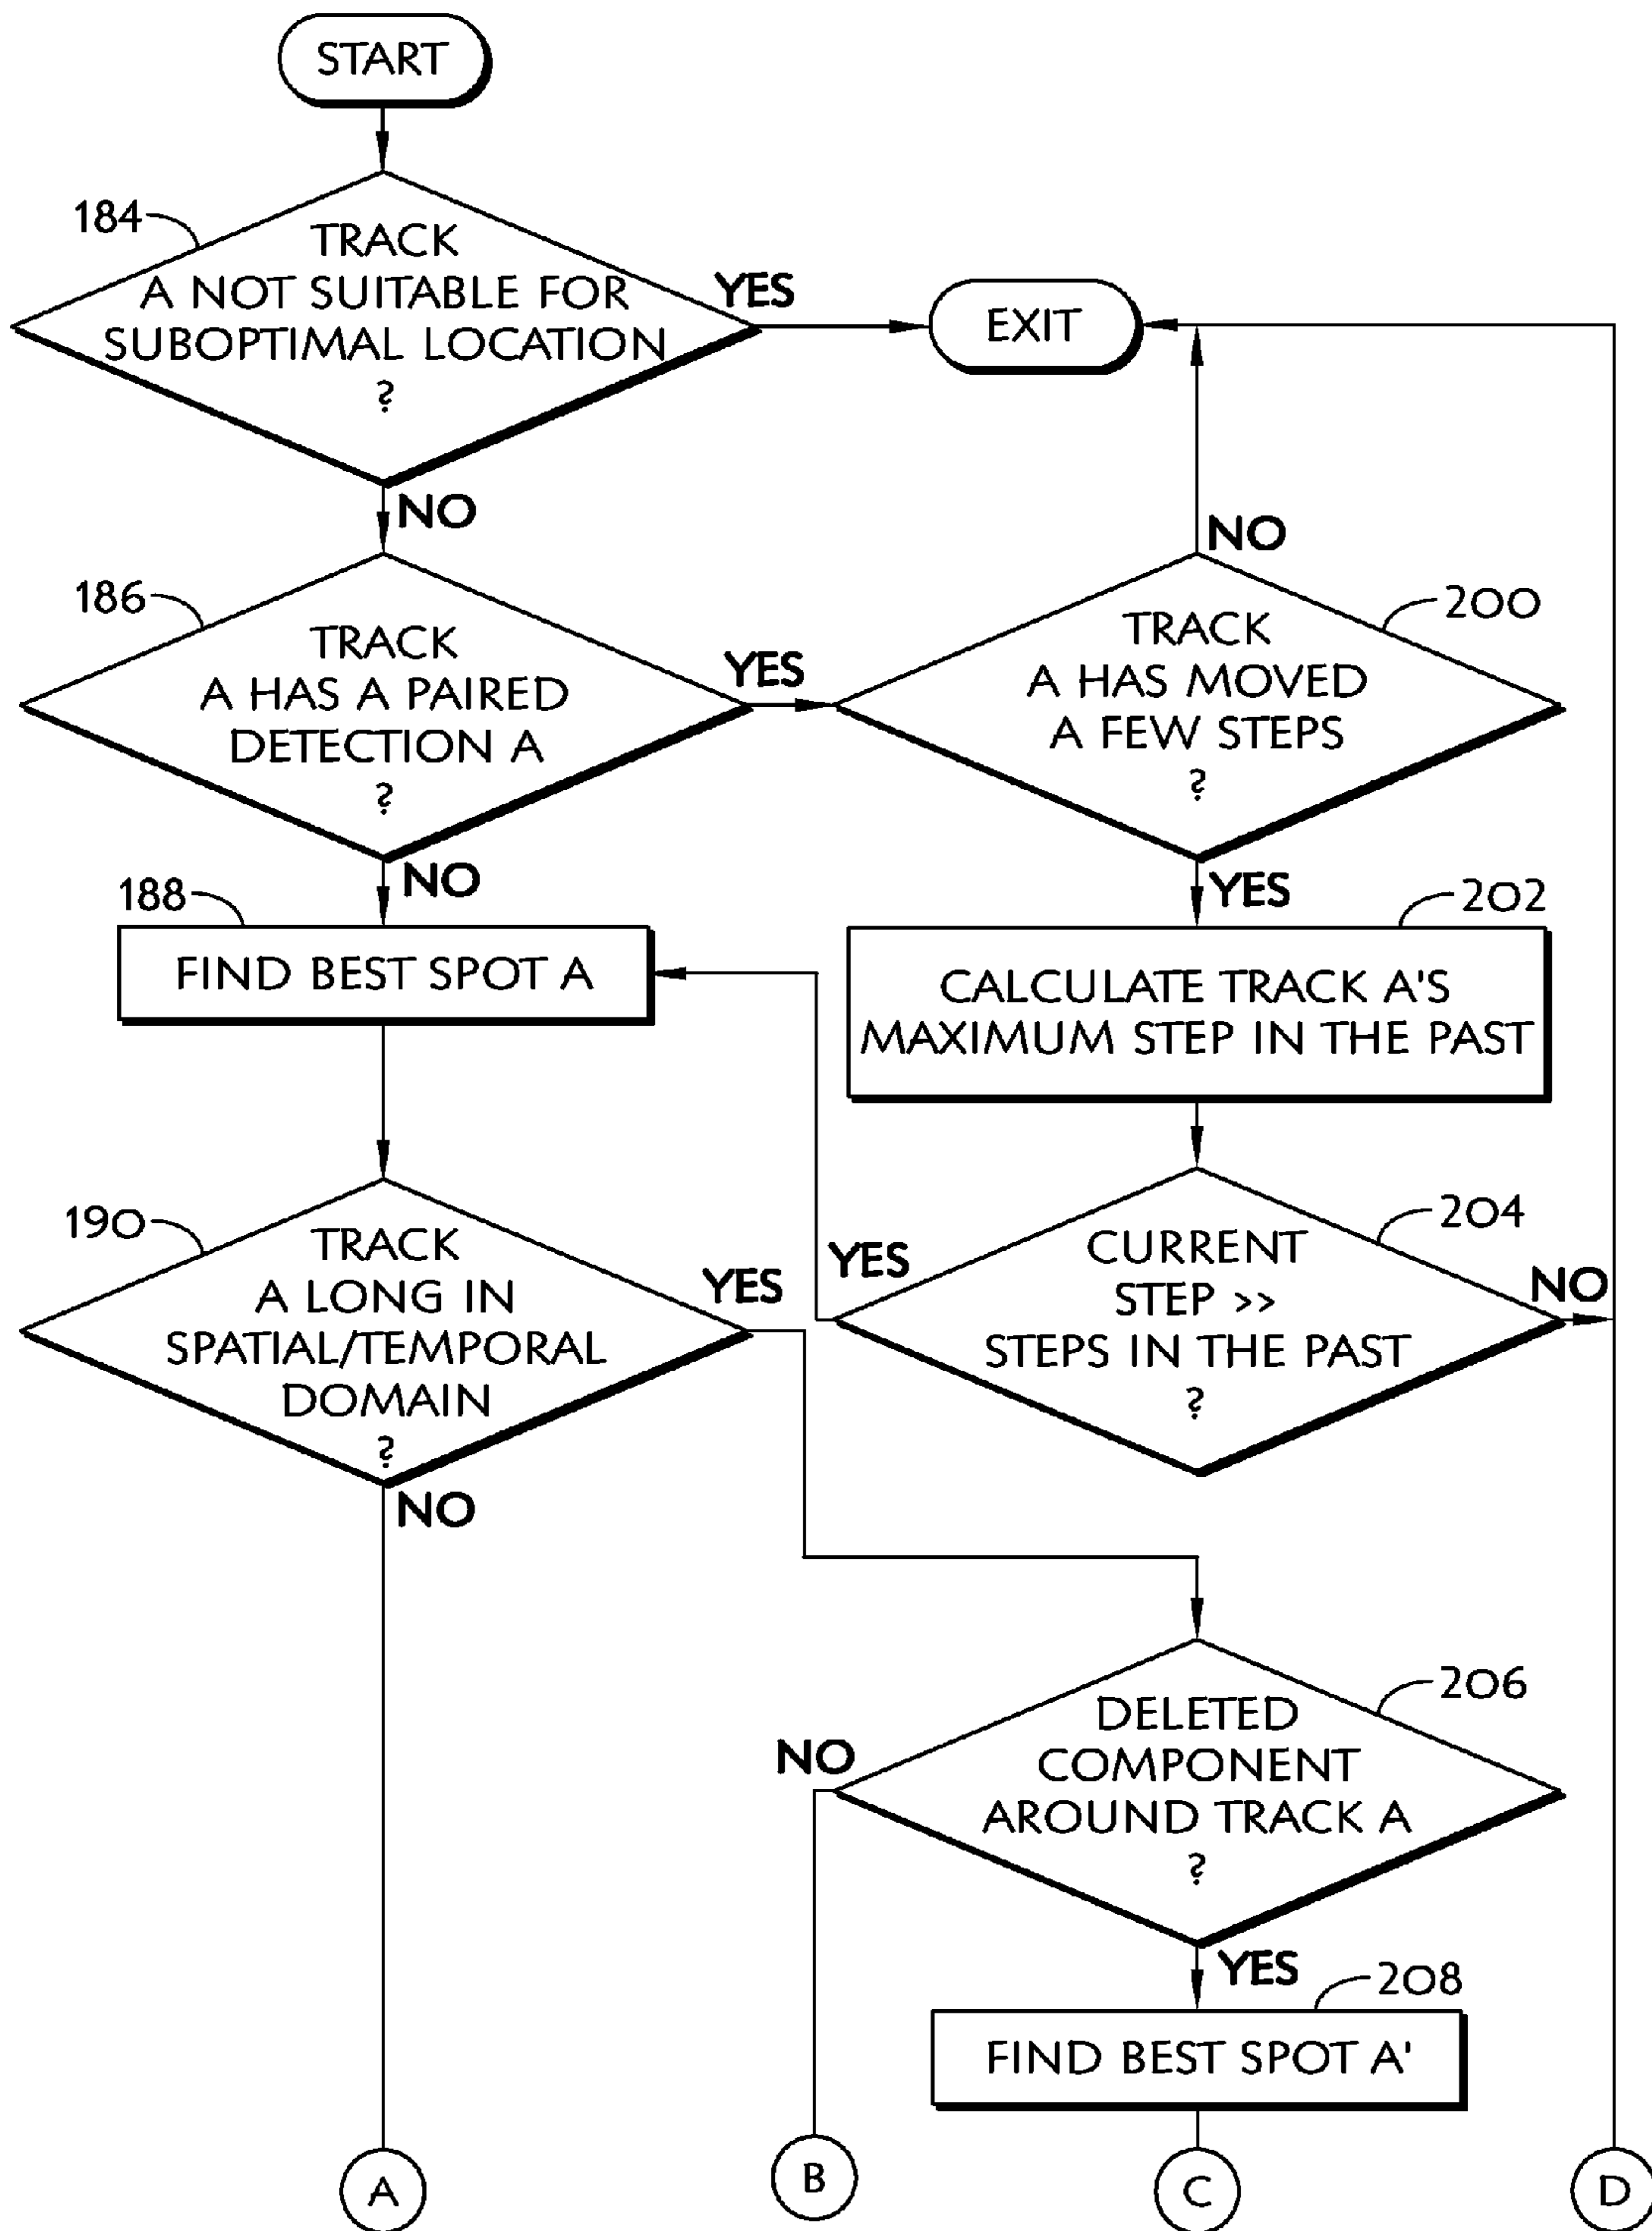 START
184
TRACK
A NOT SUITABLE FOR
SUBOPTIMAL LOCATION
?
YES
EXIT
NO
186
TRACK
A HAS A PAIRED
DETECTION A
?
YES
NO
200
TRACK
A HAS MOVED
A FEW STEPS
?
NO
188
FIND BEST SPOT A
YES
202
CALCULATE TRACK A'S
MAXIMUM STEP IN THE PAST
190
TRACK
A LONG IN
SPATIAL/TEMPORAL
DOMAIN
?
YES
NO
YES
204
CURRENT
STEP >>
STEPS IN THE PAST
?
NO
206
DELETED
COMPONENT
AROUND TRACK A
?
NO
YES
208
FIND BEST SPOT A'
A
B
C
D